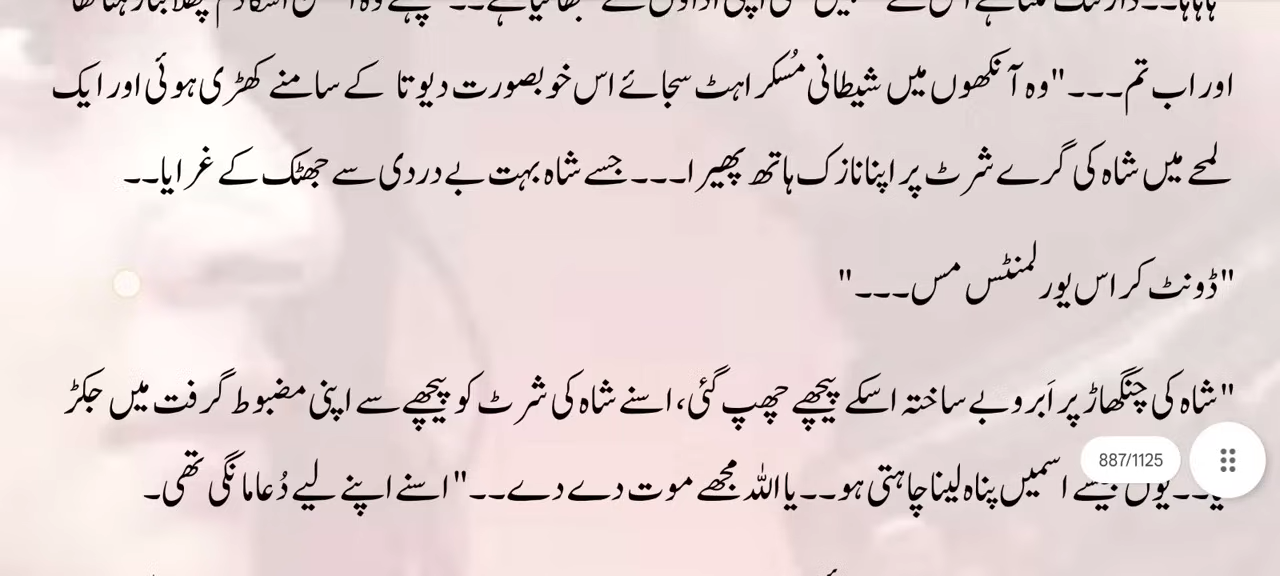 اور اب تم۔۔۔"وہ آنکھوں میں شیطانی مُسکراہٹ سجائے اس خوبصورت دیوتا کے سامنے کھڑی ہوئی اور ایک
لمحے میں شاہ کی گرے شرٹ پر اپنا نازک ہاتھ پھیرا۔۔۔جسے شاہ بہت بے دردی سے جھٹک کے غرایا۔۔
"ڈونٹ کراس یور لمنٹس مس۔۔۔"
"شاہ کی چنگھاڑ پر اَبرو بے ساختہ اسکے پیچھے چھپ گئی، اسنے شاہ کی شرٹ کو پیچھے سے اپنی مضبوط گرفت میں جکڑ
یوں جیسے اسمیں پناہ لینا چاہتی ہو۔۔یااللہ مجھے موت دے دے۔۔"اسنے اپنے لیے دُعا مانگی تھی۔
887/1125